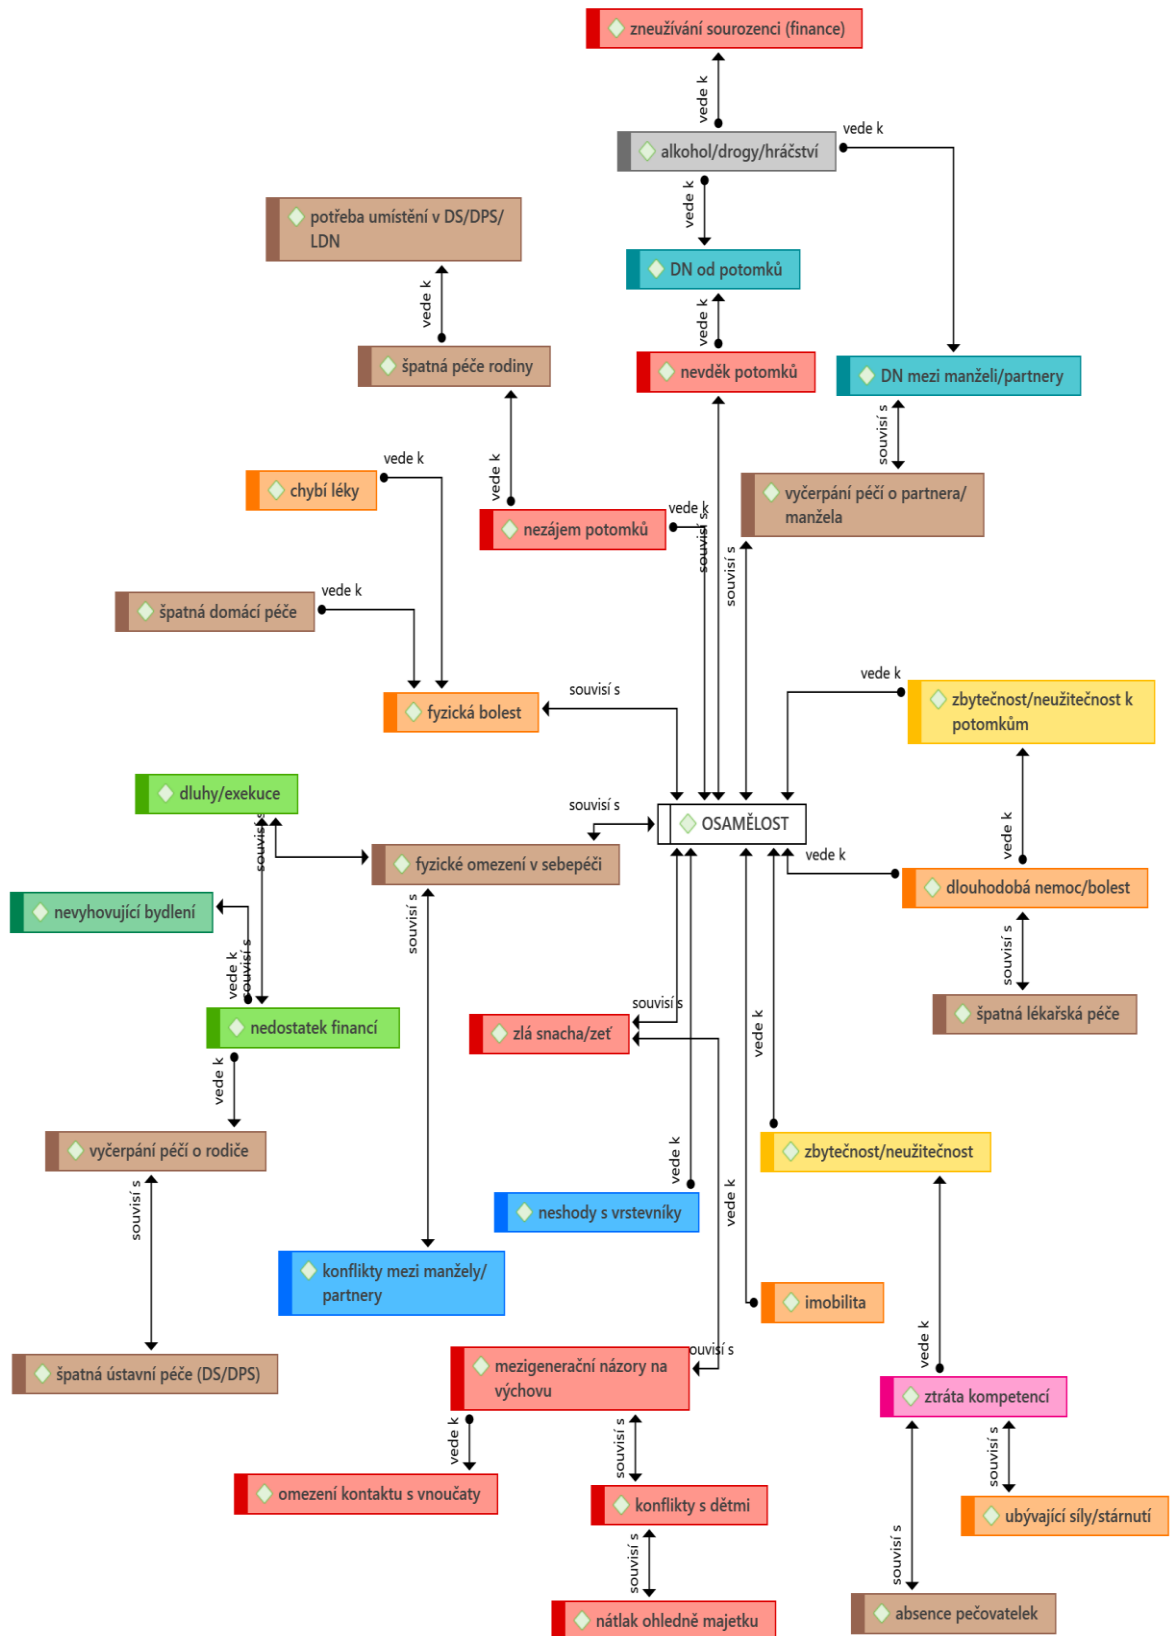 zneužívání sourozenci (finance)
vede k
vede k
alkohol/drogy/hráčství
vede k
potřeba umístění v DS/DPS/
LDN
DN od potomků
vede k
vede k
špatná péče rodiny
nevděk potomků
DN mezi manželi/partnery
souvisí s
vede k
chybí léky
vede k
vyčerpání péčí o partnera/
manžela
nezájem potomků
vede k
souvisí s
souvisí s
vede k
špatná domácí péče
vede k
zbytečnost/neužitečnost k
potomkům
souvisí s
fyzická bolest
dluhy/exekuce
souvisí s
OSAMĚLOST
vede k
souvisí s
fyzické omezení v sebepéči
vede k
dlouhodobá nemoc/bolest
nevyhovující bydlení
souvisí s
souvisí s
vede k
souvisí s
špatná lékařská péče
nedostatek financí
souvisí s
zlá snacha/zeť
vede k
vede k
vyčerpání péčí o rodiče
zbytečnost/neužitečnost
souvisí s
vede k
vede k
neshody s vrstevníky
konflikty mezi manžely/
partnery
imobilita
vede k
souvisí s
mezigenerační názory na
výchovu
špatná ústavní péče (DS/DPS)
ztráta kompetencí
vede k
souvisí s
souvisí s
omezení kontaktu s vnoučaty
konflikty s dětmi
ubývající síly/stárnutí
souvisí s
souvisí s
nátlak ohledně majetku
absence pečovatelek